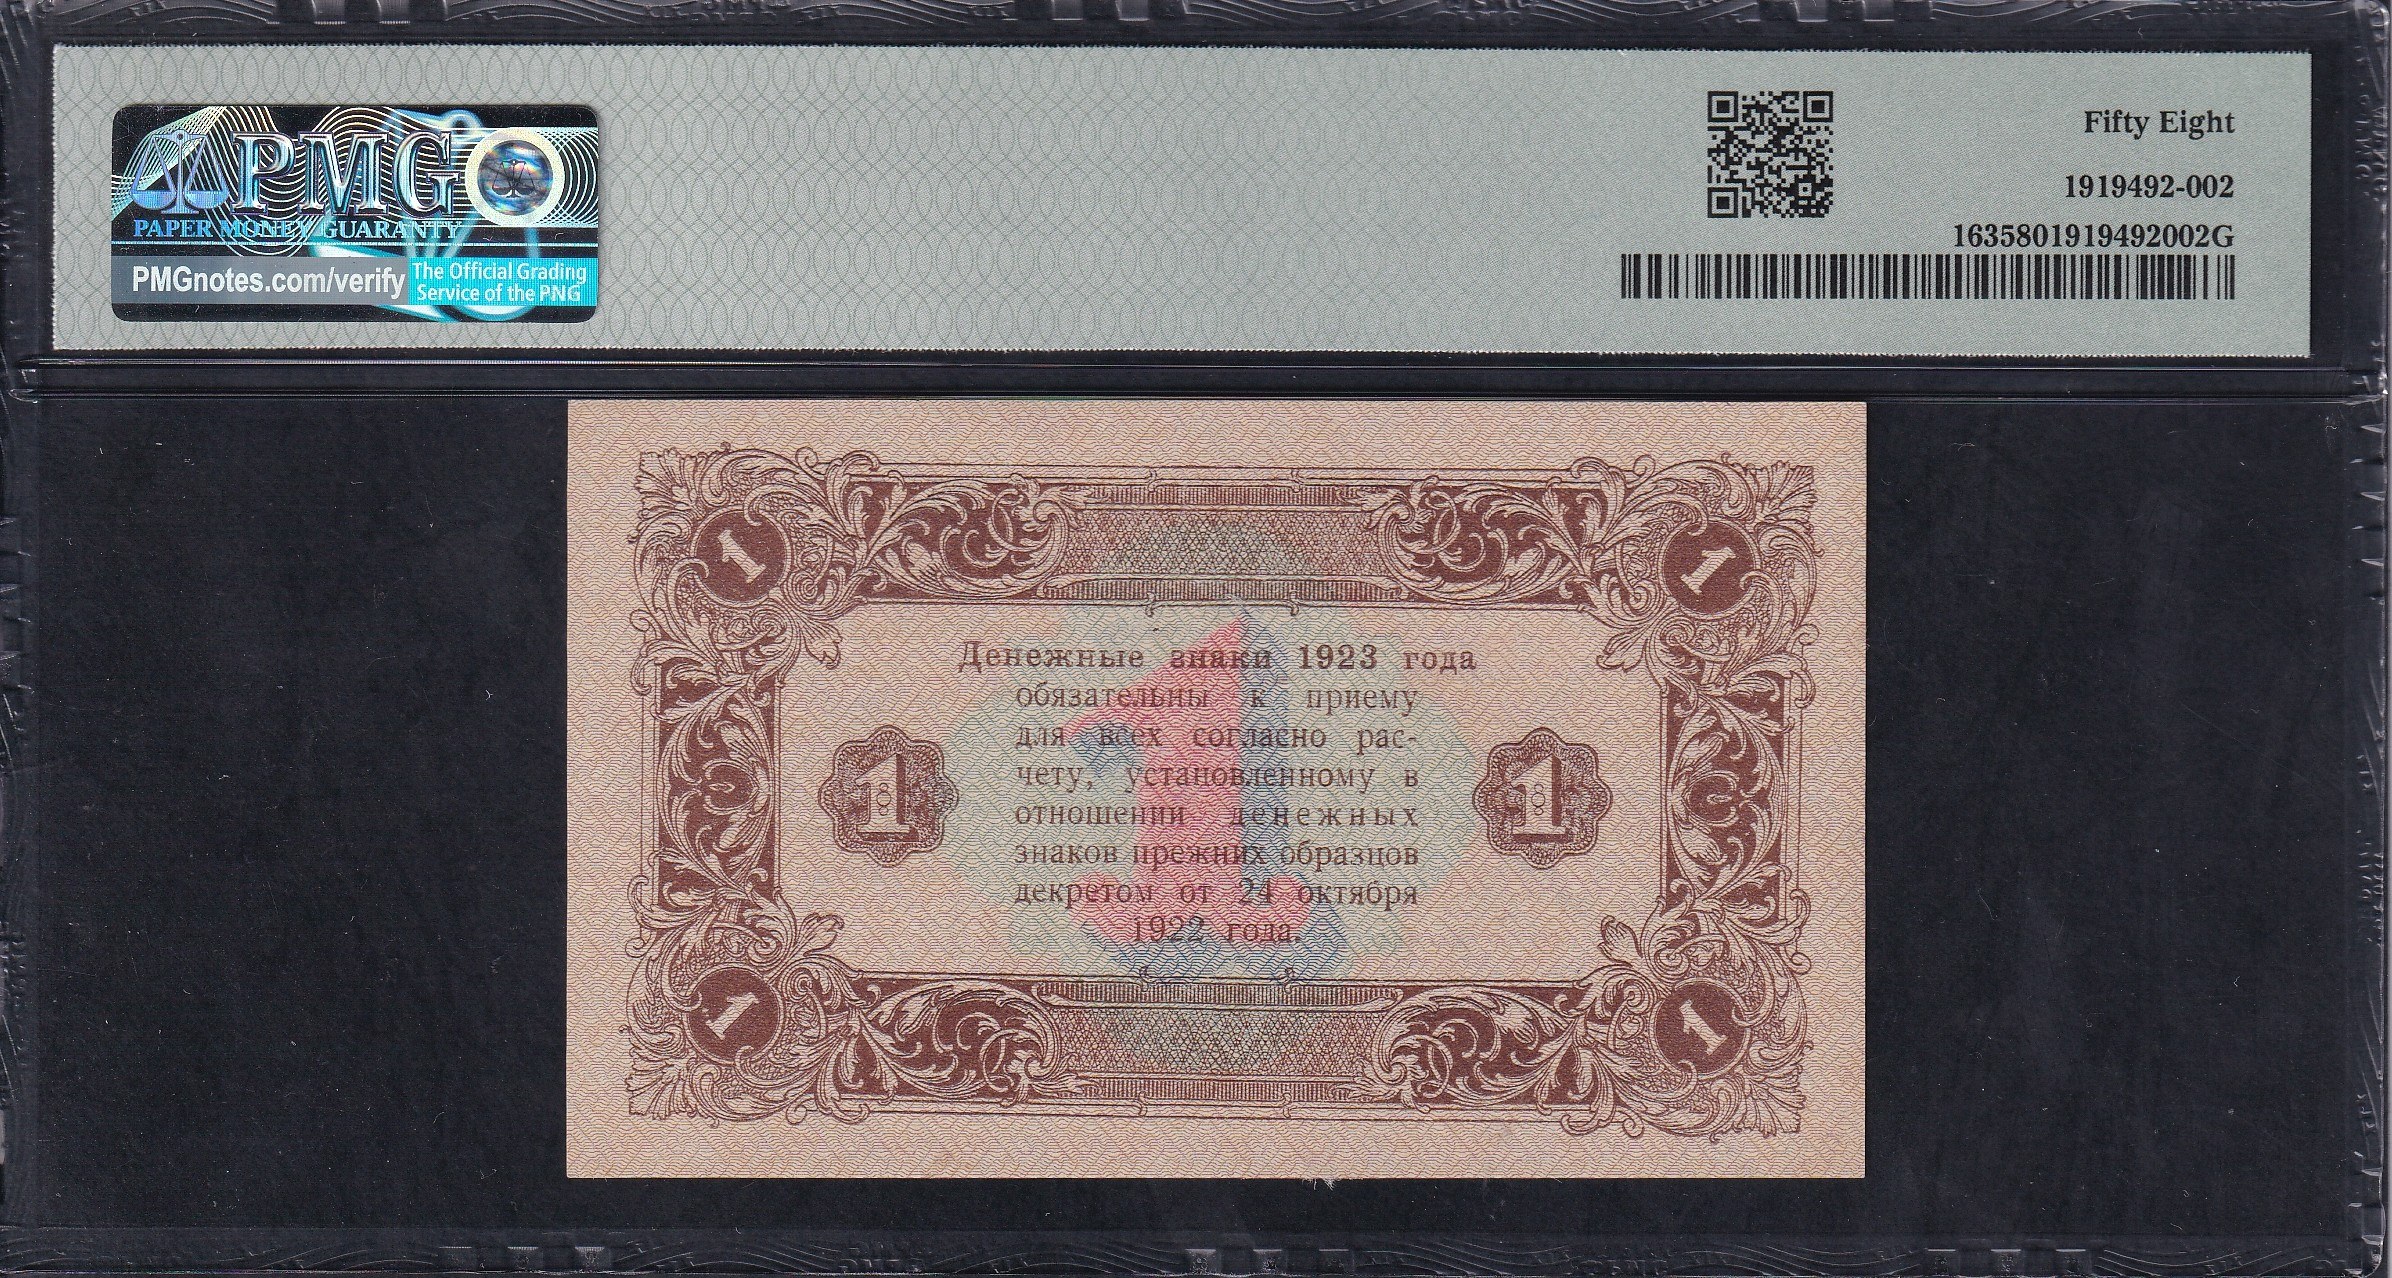 PMG
PAPER MONEY GUARANTY
PMGnotes.com/verify
The Official Grading
Service of the PNG
Fifty Eight
1919492-002
1635801919492002G
1
1
Денежные знаки 1923 года
обязательны к приему
для всех согласно рас-
чету, установленному в
отношении денежных
знаков прежних образцов
декретом от 24 октября
1922 года.
1
1
1
1
1